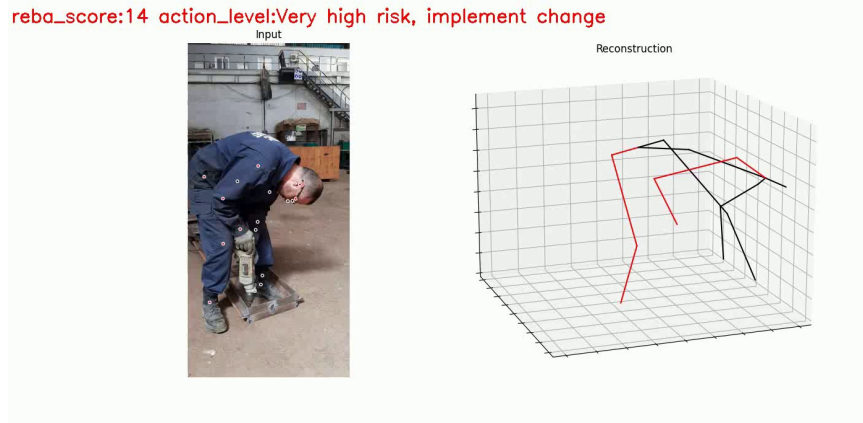 reba_score:14 action_level:Very high risk, implement change
Input
Reconstruction